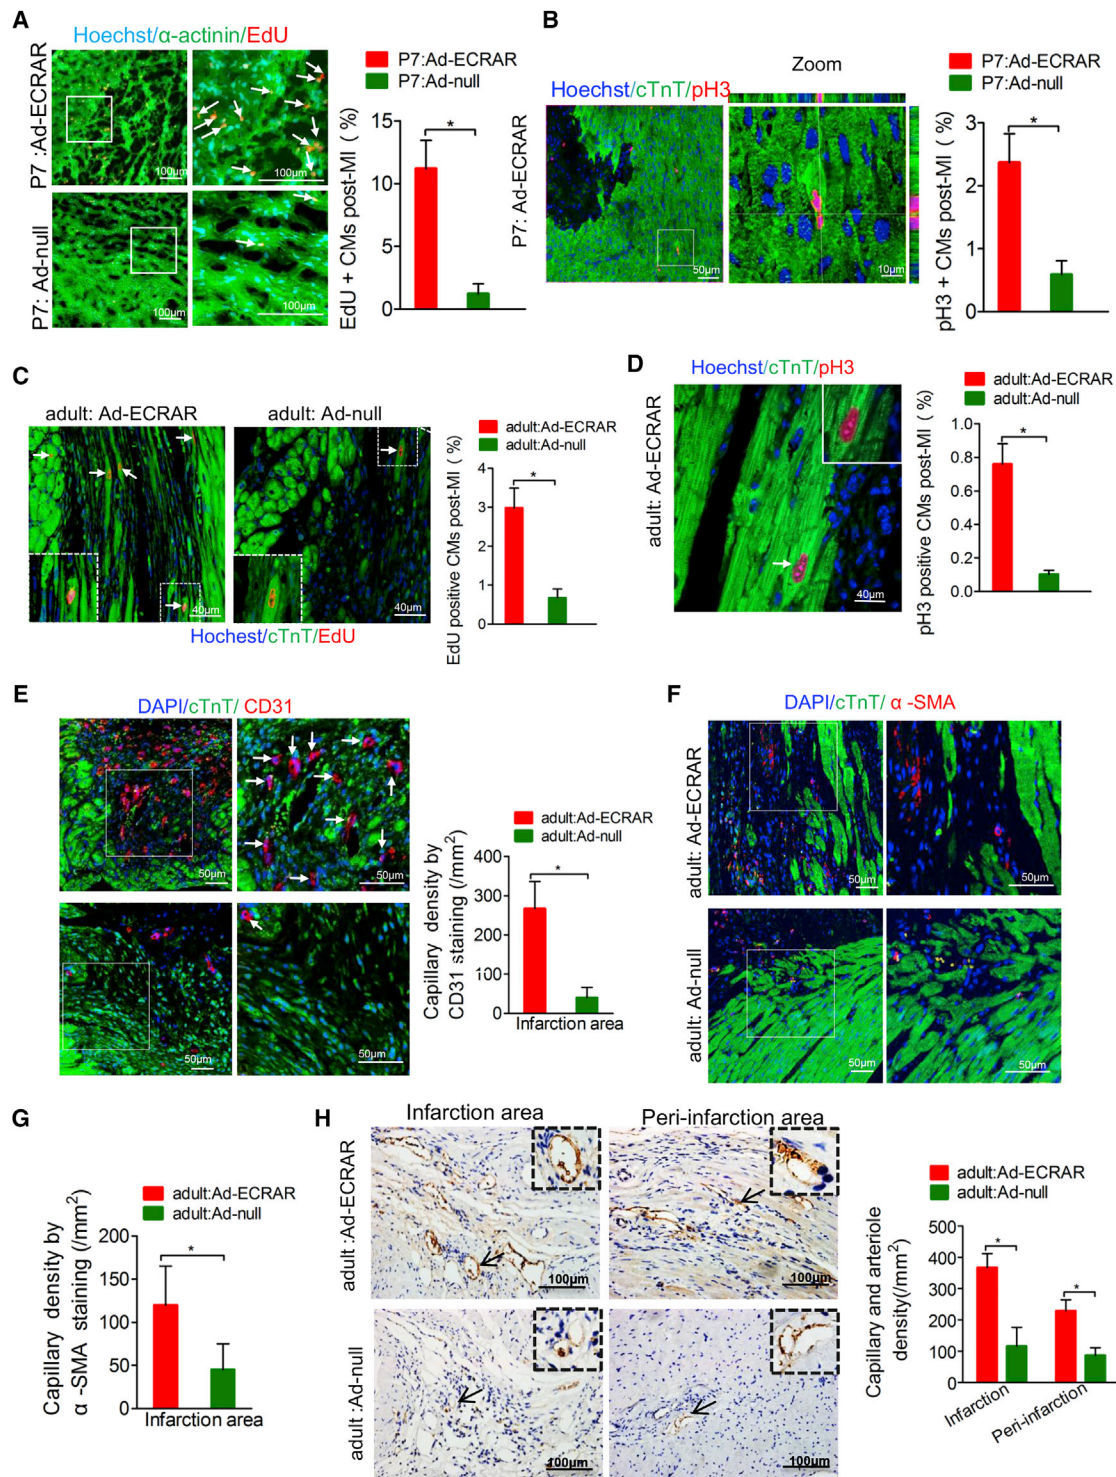 A
Hoechst/α-actinin/EdU
P7 :Ad-ECRAR
P7: Ad-null
100µm
100µm
100µm
100µm
P7:Ad-ECRAR
P7:Ad-null
EdU + CMs post-MI ( %)
15
10
5
0
*
B
Hoechst/cTnT/pH3
Zoom
P7: Ad-ECRAR
50µm
10µm
P7:Ad-ECRAR
P7:Ad-null
pH3 + CMs post-MI ( %)
3
2
1
0
*
C
adult: Ad-ECRAR
adult: Ad-null
40µm
40µm
Hochest/cTnT/EdU
adult:Ad-ECRAR
adult:Ad-null
EdU positive CMs post-MI ( %)
4
3
2
1
0
*
D
Hoechst/cTnT/pH3
adult: Ad-ECRAR
40µm
adult:Ad-ECRAR
adult:Ad-null
pH3 positive CMs post-MI ( %)
1.0
0.8
0.6
0.4
0.2
0.0
*
E
DAPI/cTnT/ CD31
50µm
50µm
50µm
50µm
adult:Ad-ECRAR
adult:Ad-null
Capillary density by
CD31 staining (/mm²)
400
300
200
100
0
*
Infarction area
F
DAPI/cTnT/ α -SMA
adult: Ad-ECRAR
adult: Ad-null
50µm
50µm
50µm
50µm
G
adult:Ad-ECRAR
adult:Ad-null
Capillary density by
α -SMA staining (/mm²)
200
150
100
50
0
*
Infarction area
H
Infarction area
Peri-infarction area
adult :Ad-ECRAR
adult :Ad-null
100µm
100µm
100µm
100µm
adult:Ad-ECRAR
adult:Ad-null
Capillary and arteriole
density(/mm²)
400
300
200
100
0
*
*
Infarction
Peri-infarction